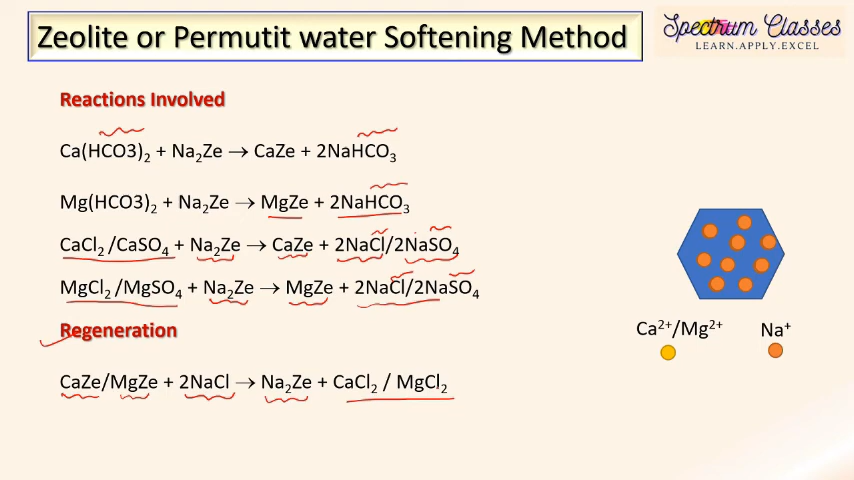 Zeolite or Permutit water Softening Method
Spectrum Classes
LEARN.APPLY.EXCEL
Reactions Involved
Ca(HCO3)₂ + Na₂Ze → CaZe + 2NaHCO₃
Mg(HCO3)₂ + Na₂Ze → MgZe + 2NaHCO₃
CaCl₂ /CaSO₄ + Na₂Ze → CaZe + 2NaCl/2NaSO₄
MgCl₂ /MgSO₄ + Na₂Ze → MgZe + 2NaCl/2NaSO₄
Ca²⁺/Mg²⁺ Na⁺
Regeneration
CaZe/MgZe + 2NaCl → Na₂Ze + CaCl₂ / MgCl₂